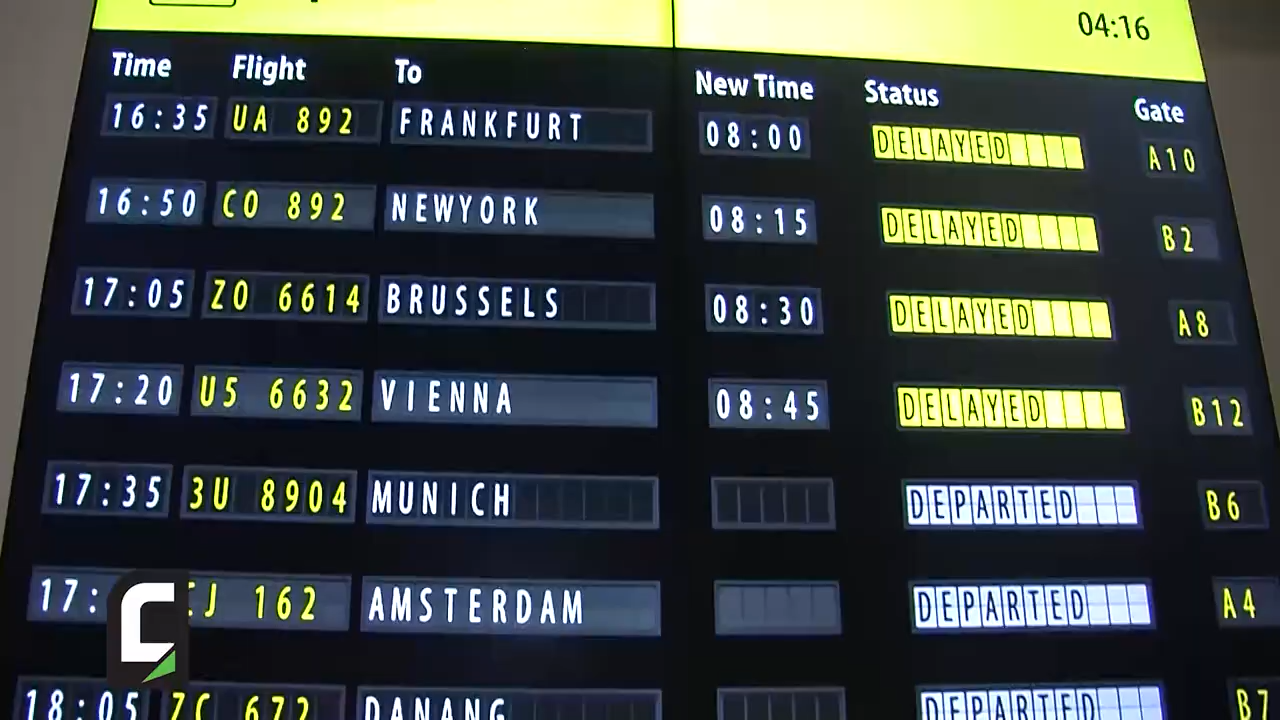 04:16
Time Flight To New Time Status Gate
16:35 UA 892 FRANKFURT 08:00 DELAYED A10
16:50 CO 892 NEWYORK 08:15 DELAYED B2
17:05 ZO 6614 BRUSSELS 08:30 DELAYED A8
17:20 U5 6632 VIENNA 08:45 DELAYED B12
17:35 3U 8904 MUNICH DEPARTED B6
17: J 162 AMSTERDAM DEPARTED A4
18:05 ZC 672 DANANG DEPARTED B7